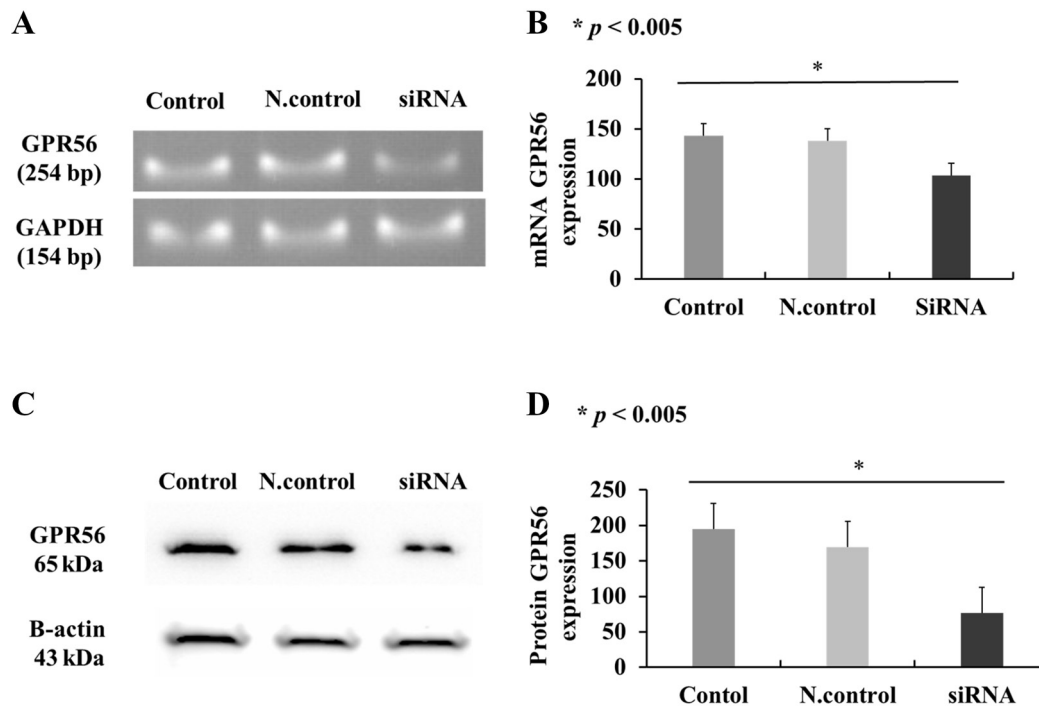 A
Control N.control siRNA
GPR56
(254 bp)
GAPDH
(154 bp)
B
* p < 0.005
*
mRNA GPR56
expression
200
150
100
50
0
Control N.control SiRNA
C
Control N.control siRNA
GPR56
65 kDa
B-actin
43 kDa
D
* p < 0.005
*
Protein GPR56
expression
250
200
150
100
50
0
Contol N.control siRNA